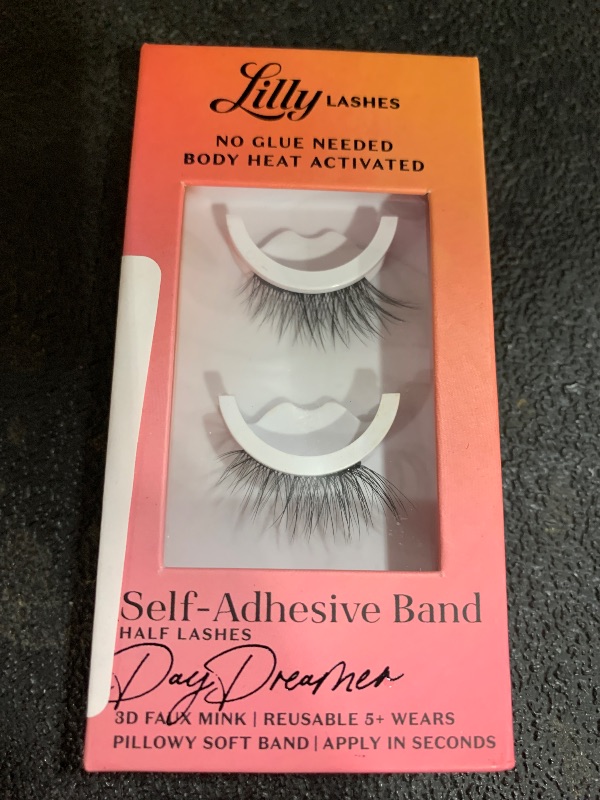 Lilly LASHES
NO GLUE NEEDED
BODY HEAT ACTIVATED
Self-Adhesive Band
HALF LASHES
Day Dreamer
3D FAUX MINK | REUSABLE 5+ WEARS
PILLOWY SOFT BAND | APPLY IN SECONDS